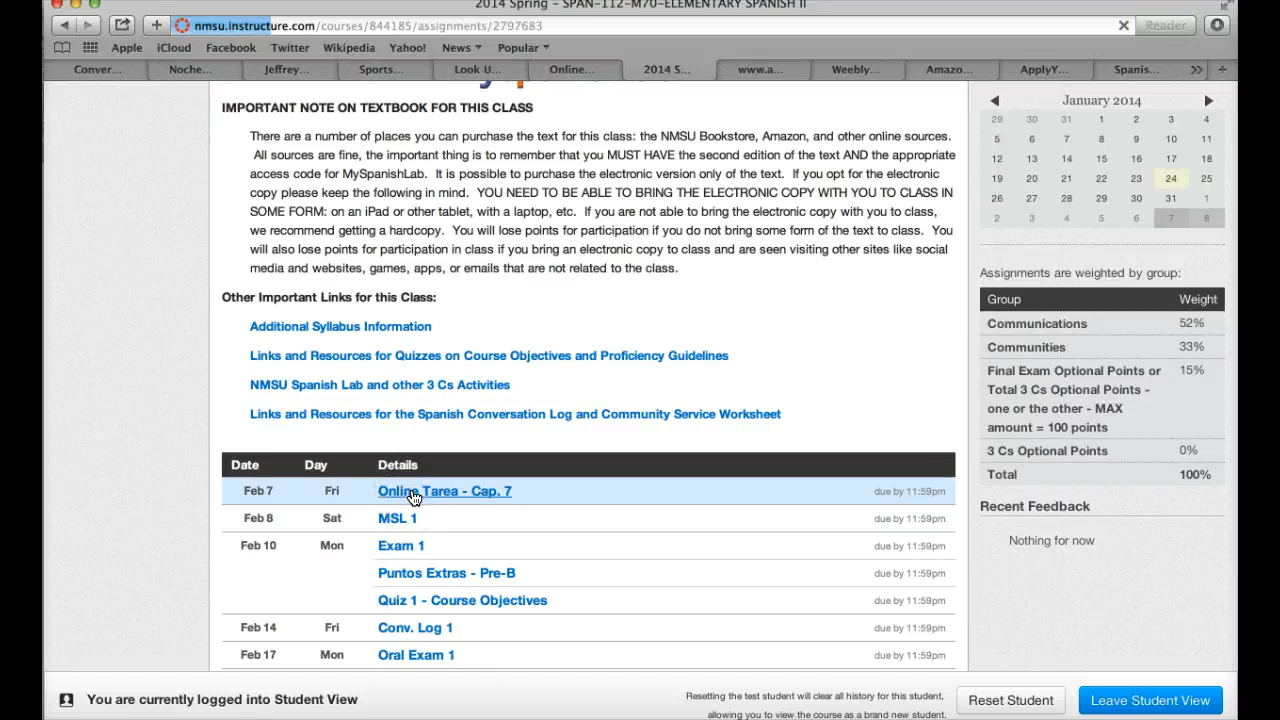 2014 Spring - SPAN-112-M70-ELEMENTARY SPANISH II
nmsu.instructure.com/courses/844185/assignments/2797683
Reader
Apple iCloud Facebook Twitter Wikipedia Yahoo! News Popular
Conver... Noche... Jeffrey... Sports... Look U... Online... 2014 S... www.a... Weebly... Amazo... ApplyY... Spanis...
IMPORTANT NOTE ON TEXTBOOK FOR THIS CLASS
There are a number of places you can purchase the text for this class: the NMSU Bookstore, Amazon, and other online sources.
All sources are fine, the important thing is to remember that you MUST HAVE the second edition of the text AND the appropriate
access code for MySpanishLab. It is possible to purchase the electronic version only of the text. If you opt for the electronic
copy please keep the following in mind. YOU NEED TO BE ABLE TO BRING THE ELECTRONIC COPY WITH YOU TO CLASS IN
SOME FORM: on an iPad or other tablet, with a laptop, etc. If you are not able to bring the electronic copy with you to class,
we recommend getting a hardcopy. You will lose points for participation if you do not bring some form of the text to class. You
will also lose points for participation in class if you bring an electronic copy to class and are seen visiting other sites like social
media and websites, games, apps, or emails that are not related to the class.
Other Important Links for this Class:
Additional Syllabus Information
Links and Resources for Quizzes on Course Objectives and Proficiency Guidelines
NMSU Spanish Lab and other 3 Cs Activities
Links and Resources for the Spanish Conversation Log and Community Service Worksheet
Date Day Details
Feb 7 Fri Online Tarea - Cap. 7 due by 11:59pm
Feb 8 Sat MSL 1 due by 11:59pm
Feb 10 Mon Exam 1 due by 11:59pm
Puntos Extras - Pre-B due by 11:59pm
Quiz 1 - Course Objectives due by 11:59pm
Feb 14 Fri Conv. Log 1 due by 11:59pm
Feb 17 Mon Oral Exam 1 due by 11:59pm
January 2014
29 30 31 1 2 3 4
5 6 7 8 9 10 11
12 13 14 15 16 17 18
19 20 21 22 23 24 25
26 27 28 29 30 31 1
2 3 4 5 6 7 8
Assignments are weighted by group:
Group Weight
Communications 52%
Communities 33%
Final Exam Optional Points or 15%
Total 3 Cs Optional Points -
one or the other - MAX
amount = 100 points
3 Cs Optional Points 0%
Total 100%
Recent Feedback
Nothing for now
You are currently logged into Student View
Resetting the test student will clear all history for this student,
allowing you to view the course as a brand new student.
Reset Student
Leave Student View